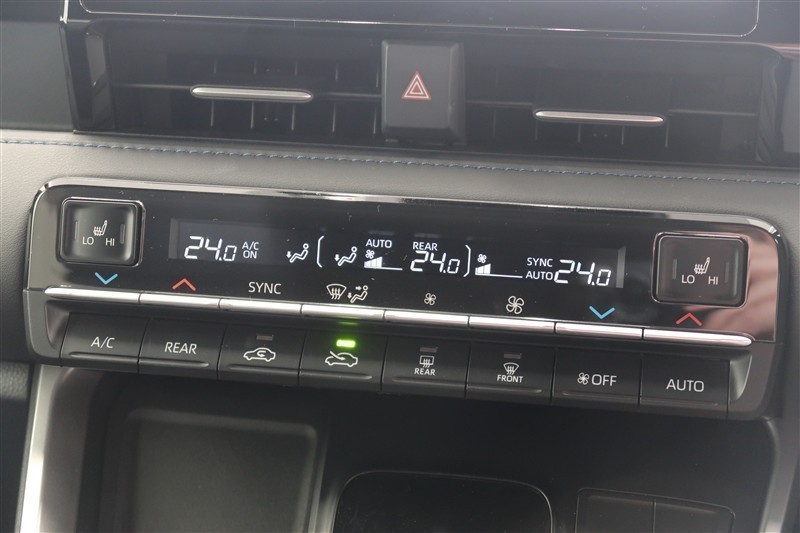 LO HI
24.0 A/C ON
AUTO
REAR 24.0
SYNC AUTO 24.0
LO HI
SYNC
A/C
REAR
REAR
FRONT
OFF
AUTO